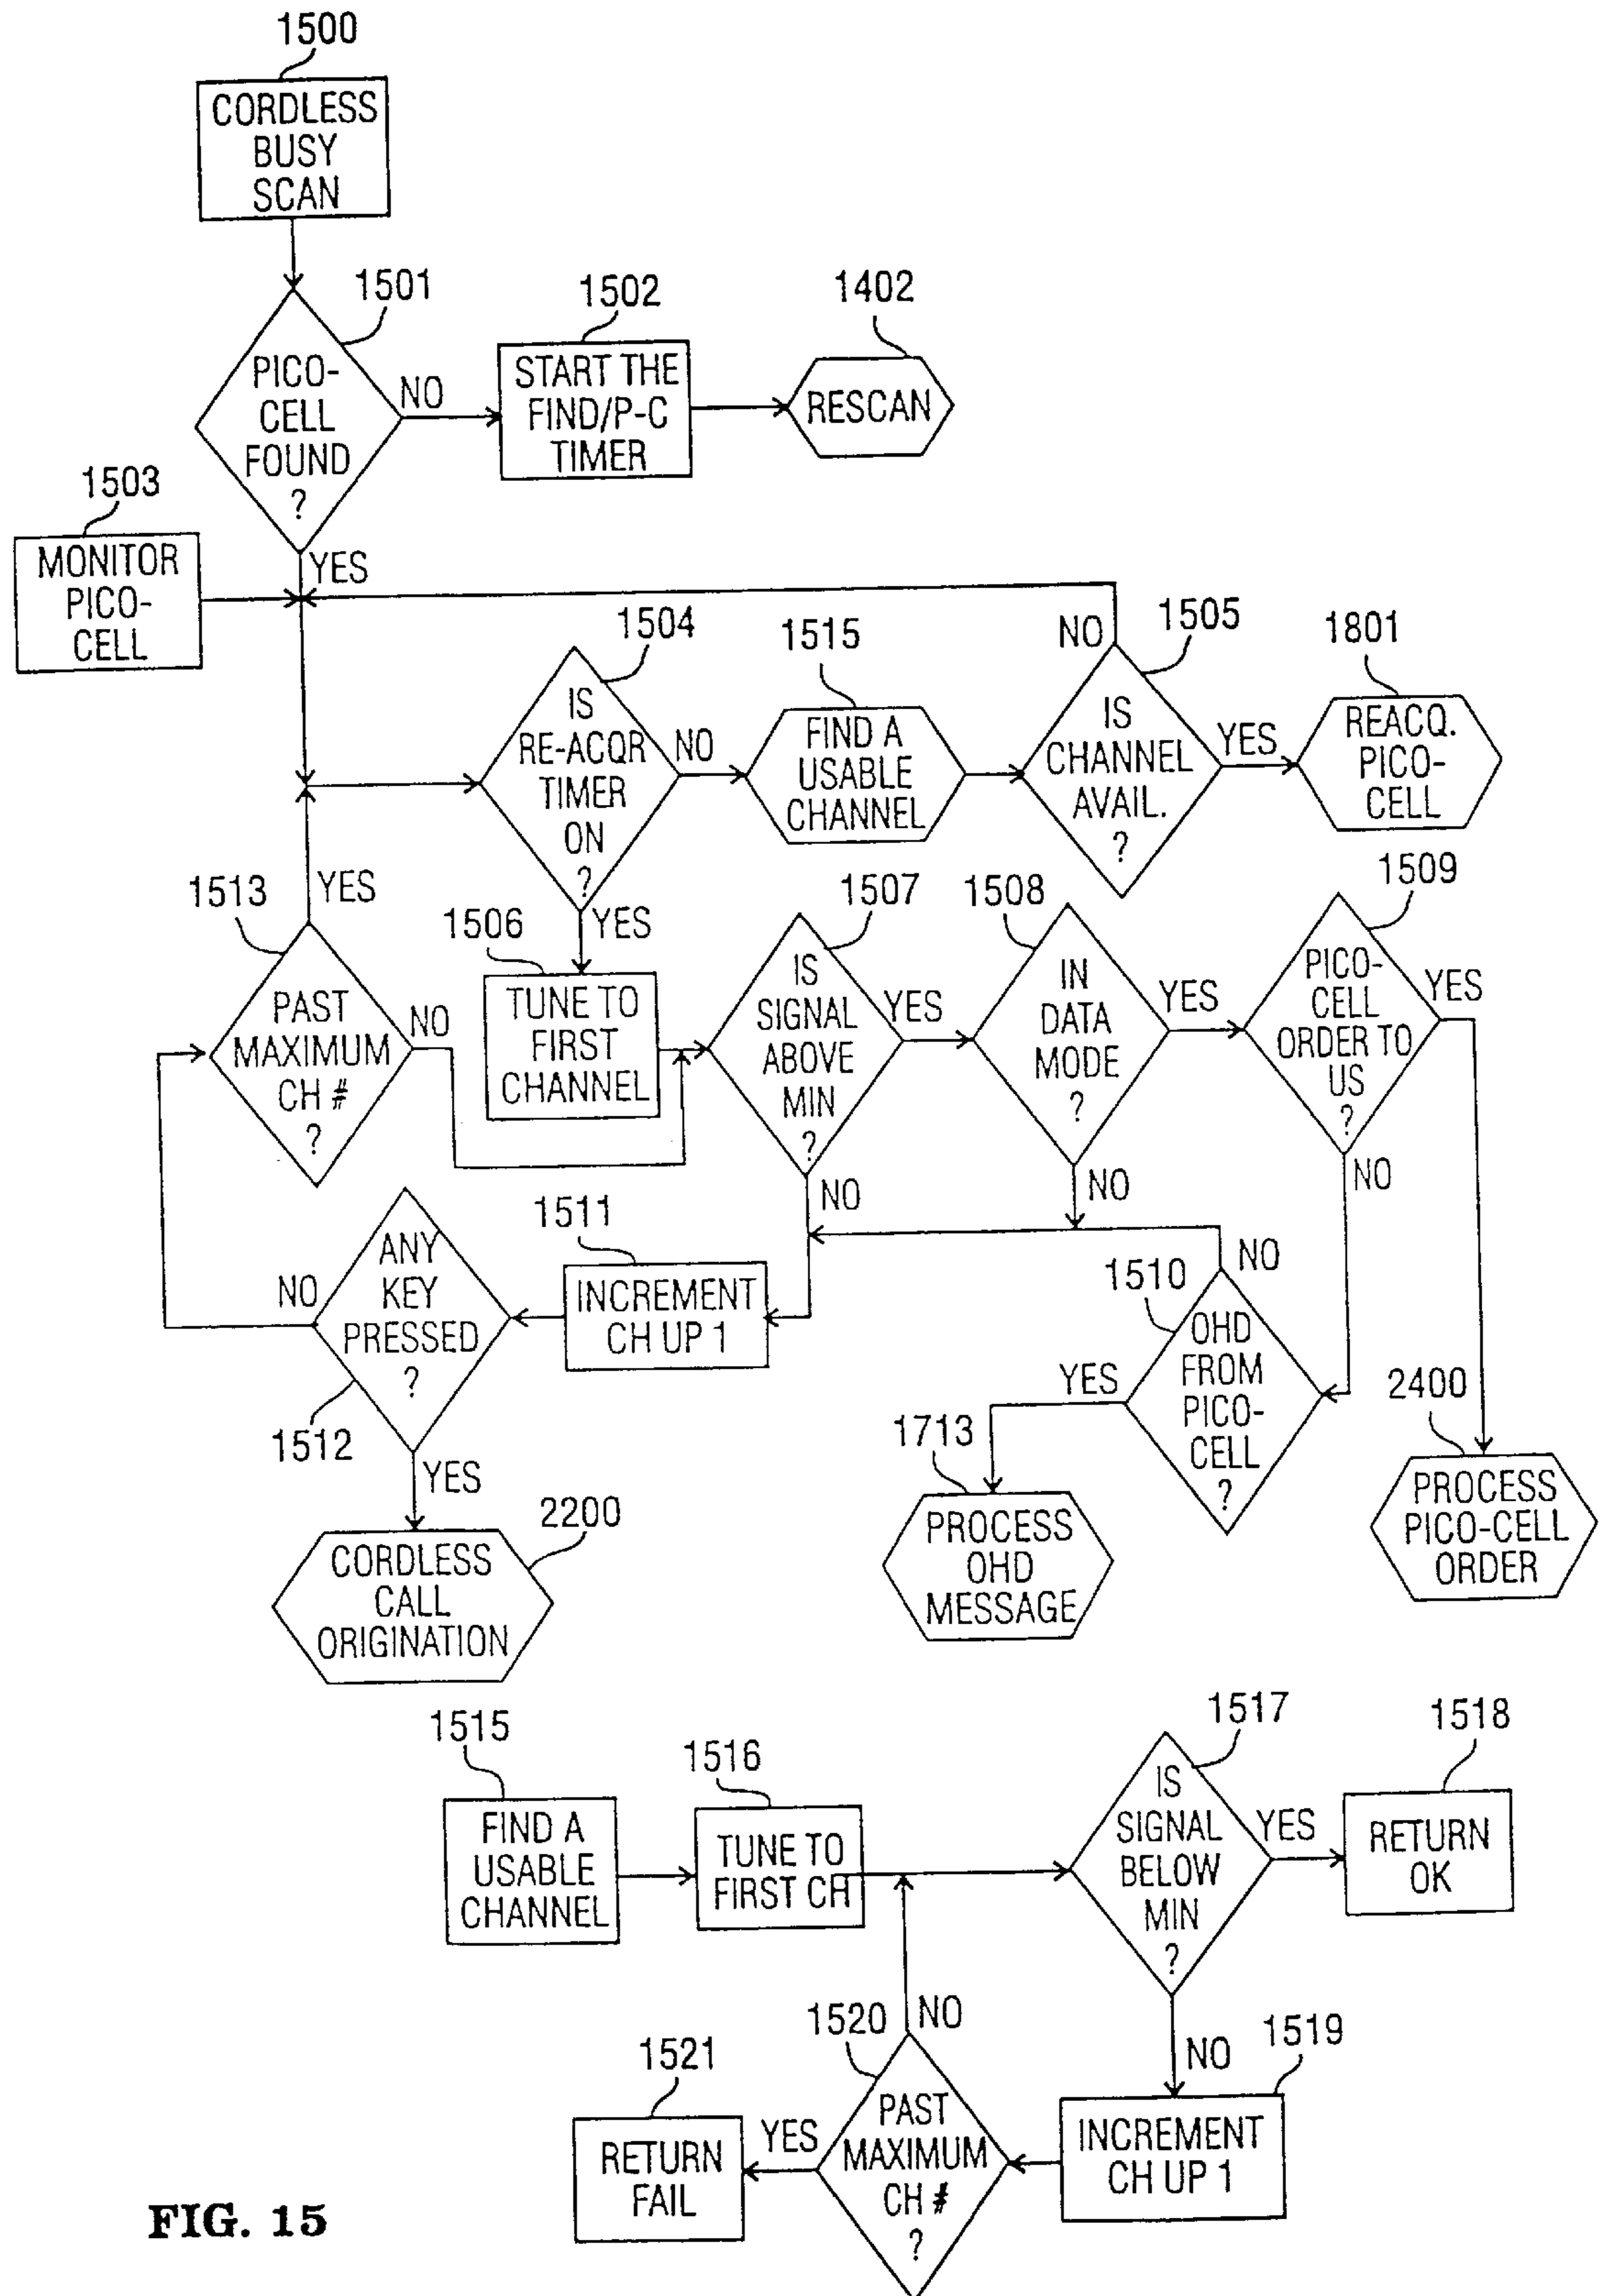 1500
CORDLESS
BUSY
SCAN
1501
PICO-
CELL
FOUND
?
NO
YES
1502
START THE
FIND/P-C
TIMER
1402
RESCAN
1503
MONITOR
PICO-
CELL
1504
IS
RE-ACQR
TIMER
ON
?
NO
YES
1515
FIND A
USABLE
CHANNEL
1505
NO
IS
CHANNEL
AVAIL.
?
YES
1801
REACQ.
PICO-
CELL
1513
YES
PAST
MAXIMUM
CH #
?
NO
1506
TUNE TO
FIRST
CHANNEL
1507
IS
SIGNAL
ABOVE
MIN
?
YES
NO
1508
IN
DATA
MODE
?
YES
NO
1509
PICO-
CELL
ORDER TO
US
?
YES
NO
1512
ANY
KEY
PRESSED
?
NO
YES
1511
INCREMENT
CH UP 1
1510
NO
OHD
FROM
PICO-
CELL
?
YES
1713
PROCESS
OHD
MESSAGE
2400
PROCESS
PICO-CELL
ORDER
2200
CORDLESS
CALL
ORIGINATION
1515
FIND A
USABLE
CHANNEL
1516
TUNE TO
FIRST CH
1517
IS
SIGNAL
BELOW
MIN
?
YES
NO
1518
RETURN
OK
1519
INCREMENT
CH UP 1
1520
NO
PAST
MAXIMUM
CH #
?
YES
1521
RETURN
FAIL
FIG. 15